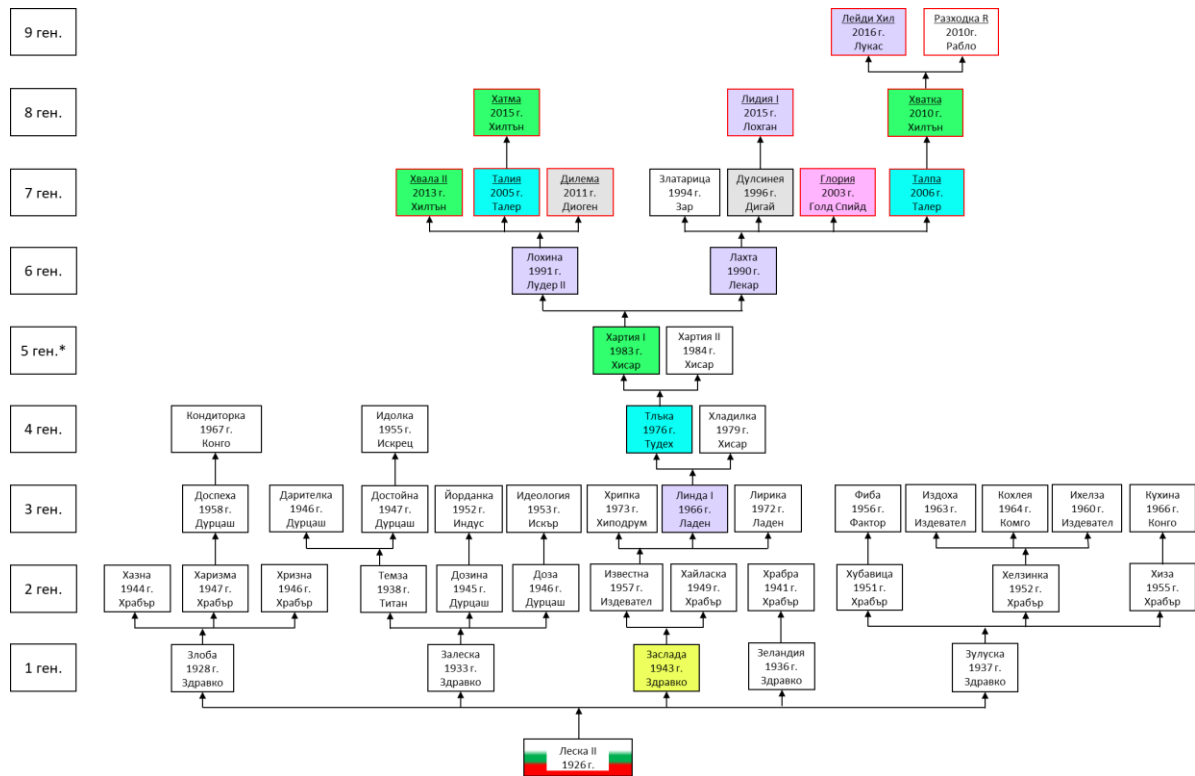 9 ген.
Лейди Хил
2016 г.
Лукас
Разходка R
2010г.
Рабло
8 ген.
Хатма
2015 г.
Хилтън
Лидия I
2015 г.
Лохган
Хватка
2010 г.
Хилтън
7 ген.
Хвала II
2013 г.
Хилтън
Талия
2005 г.
Талер
Дилема
2011 г.
Диоген
Златарица
1994 г.
Зар
Дулсинея
1996 г.
Дигай
Глория
2003 г.
Голд Спийд
Талпа
2006 г.
Талер
6 ген.
Лохина
1991 г.
Лудер II
Лахта
1990 г.
Лекар
5 ген.*
Хартия I
1983 г.
Хисар
Хартия II
1984 г.
Хисар
4 ген.
Кондиторка
1967 г.
Конго
Идолка
1955 г.
Искрец
Тлъка
1976 г.
Тудех
Хладилка
1979 г.
Хисар
3 ген.
Доспеха
1958 г.
Дурцаш
Дарителка
1946 г.
Дурцаш
Достойна
1947 г.
Дурцаш
Йорданка
1952 г.
Индус
Идеология
1953 г.
Искър
Хрипка
1973 г.
Хиподрум
Линда I
1966 г.
Ладен
Лирика
1972 г.
Ладен
Фиба
1956 г.
Фактор
Издоха
1963 г.
Издевател
Кохлея
1964 г.
Комго
Ихелза
1960 г.
Издевател
Кухина
1966 г.
Конго
2 ген.
Хазна
1944 г.
Храбър
Харизма
1947 г.
Храбър
Хризна
1946 г.
Храбър
Темза
1938 г.
Титан
Дозина
1945 г.
Дурцаш
Доза
1946 г.
Дурцаш
Известна
1957 г.
Издевател
Хайласка
1949 г.
Храбър
Храбра
1941 г.
Храбър
Хубавица
1951 г.
Храбър
Хелзинка
1952 г.
Храбър
Хиза
1955 г.
Храбър
1 ген.
Злоба
1928 г.
Здравко
Залеска
1933 г.
Здравко
Заслада
1943 г.
Здравко
Зеландия
1936 г.
Здравко
Зулуска
1937 г.
Здравко
Леска II
1926 г.